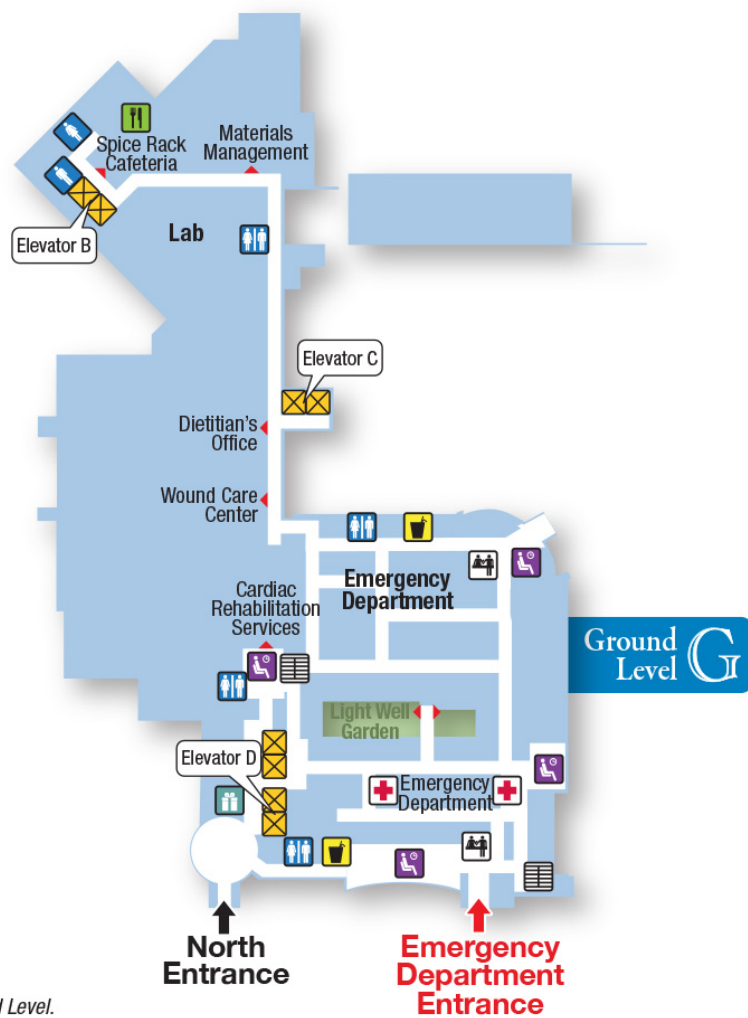 Spice Rack
Cafeteria
Materials
Management
Elevator B
Lab
Elevator C
Dietitian's
Office
Wound Care
Center
Emergency
Department
Cardiac
Rehabilitation
Services
Ground
Level
G
Light Well
Garden
Elevator D
Emergency
Department
North
Entrance
Emergency
Department
Entrance
Level.